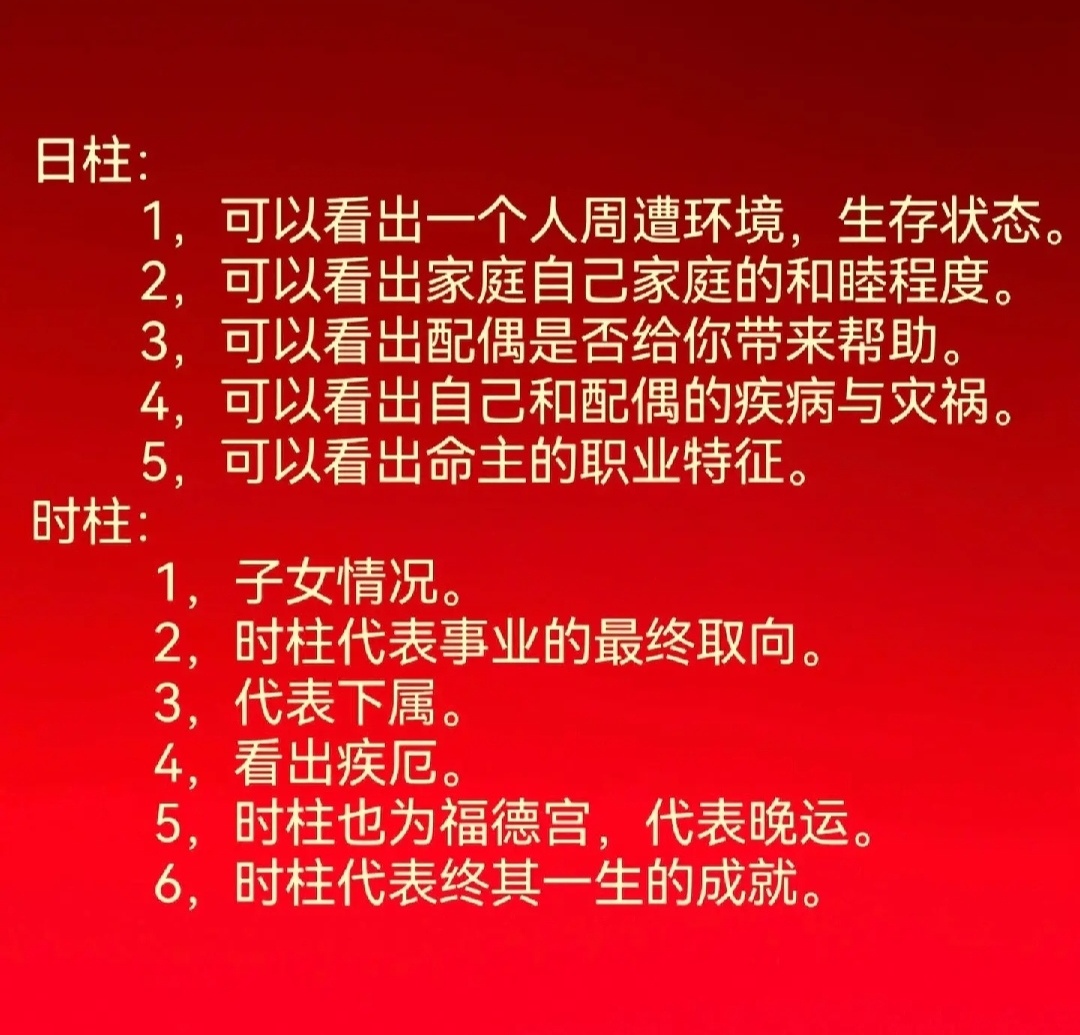 日柱：
1，可以看出一个人周遭环境，生存状态。
2，可以看出家庭自己家庭的和睦程度。
3，可以看出配偶是否给你带来帮助。
4，可以看出自己和配偶的疾病与灾祸。
5，可以看出命主的职业特征。
时柱：
1，子女情况。
2，时柱代表事业的最终取向。
3，代表下属。
4，看出疾厄。
5，时柱也为福德宫，代表晚运。
6，时柱代表终其一生的成就。